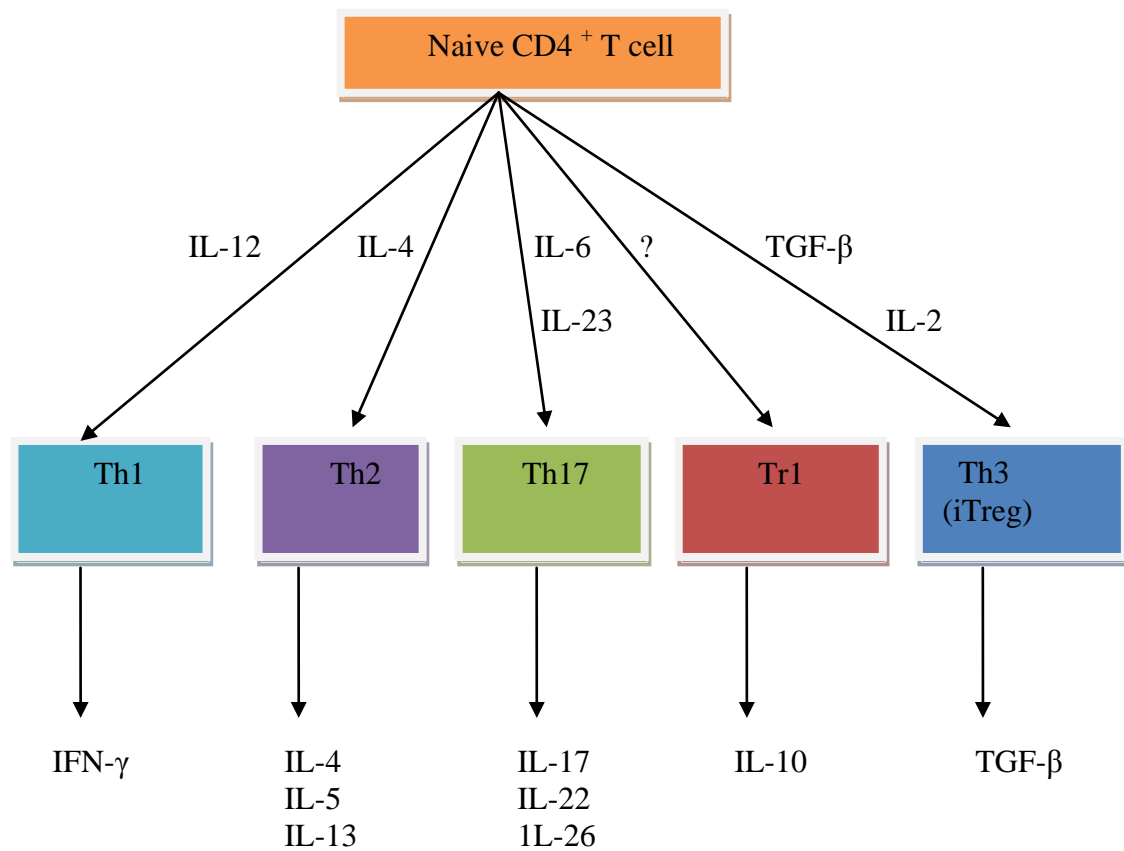 Naive CD4 + T cell
IL-12
IL-4
IL-6
?
TGF-β
IL-23
IL-2
Th1
Th2
Th17
Tr1
Th3
(iTreg)
IFN-γ
IL-4
IL-5
IL-13
IL-17
IL-22
1L-26
IL-10
TGF-β